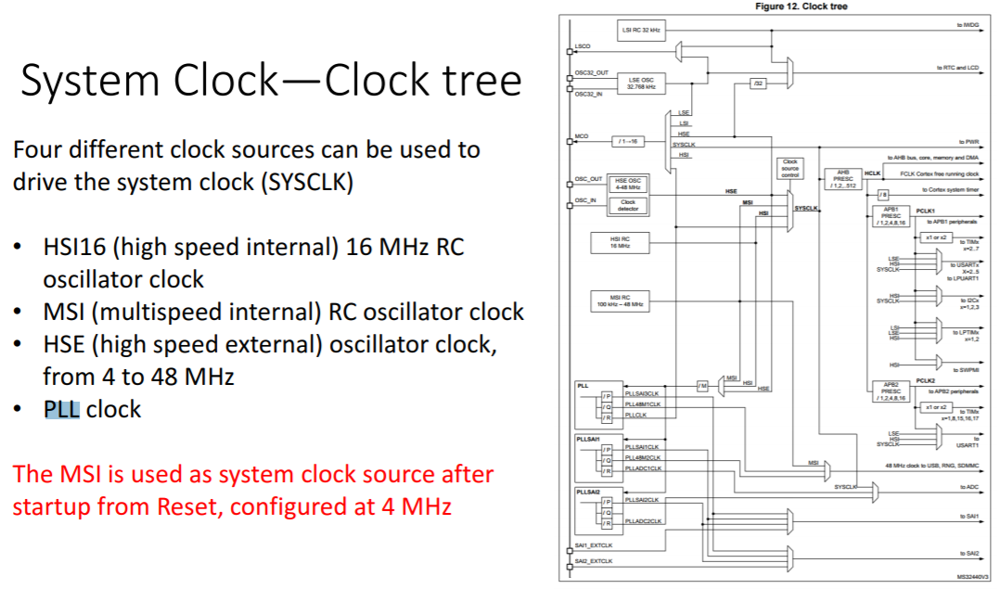 System Clock—Clock tree
Four different clock sources can be used to
drive the system clock (SYSCLK)
• HSI16 (high speed internal) 16 MHz RC
oscillator clock
• MSI (multispeed internal) RC oscillator clock
• HSE (high speed external) oscillator clock,
from 4 to 48 MHz
• PLL clock
The MSI is used as system clock source after
startup from Reset, configured at 4 MHz
Figure 12. Clock tree
LSI RC 32 kHz
to IWDG
LSCO
OSC32_OUT
LSE OSC
32.768 kHz
OSC32_IN
to RTC and LCD
/32
MCO
/ 1→16
LSE
LSI
HSE
SYSCLK
HSI
to PWR
Clock
source
control
to AHB bus, core, memory and DMA
AHB
PRESC
/ 1,2,..512
HCLK
FCLK Cortex free running clock
to Cortex system timer
/ 8
OSC_OUT
HSE OSC
4-48 MHz
OSC_IN
Clock
detector
HSE
MSI
HSI
SYSCLK
APB1
PRESC
/ 1,2,4,8,16
PCLK1
to APB1 peripherals
x1 or x2
to TIMx
x=2..7
HSI RC
16 MHz
LSE
HSI
SYSCLK
to USARTx
X=2..5
to LPUART1
MSI RC
100 kHz – 48 MHz
HSI
SYSCLK
to I2Cx
x=1,2,3
LSI
LSE
HSI
to LPTIMx
x=1,2
HSI
to SWPMI
MSI
HSI
HSE
/ M
PLL
/ P
PLLSAI3CLK
/ Q
PLL48M1CLK
/ R
PLLCLK
APB2
PRESC
/ 1,2,4,8,16
PCLK2
to APB2 peripherals
x1 or x2
to TIMx
x=1,8,15,16,17
LSE
HSI
SYSCLK
to
USART1
PLLSAI1
/ P
PLLSAI1CLK
/ Q
PLL48M2CLK
/ R
PLLADC1CLK
MSI
48 MHz clock to USB, RNG, SDMMC
SYSCLK
to ADC
PLLSAI2
/ P
PLLSAI2CLK
/ Q
/ R
PLLADC2CLK
to SAI1
SAI1_EXTCLK
to SAI2
SAI2_EXTCLK
MS32440V3